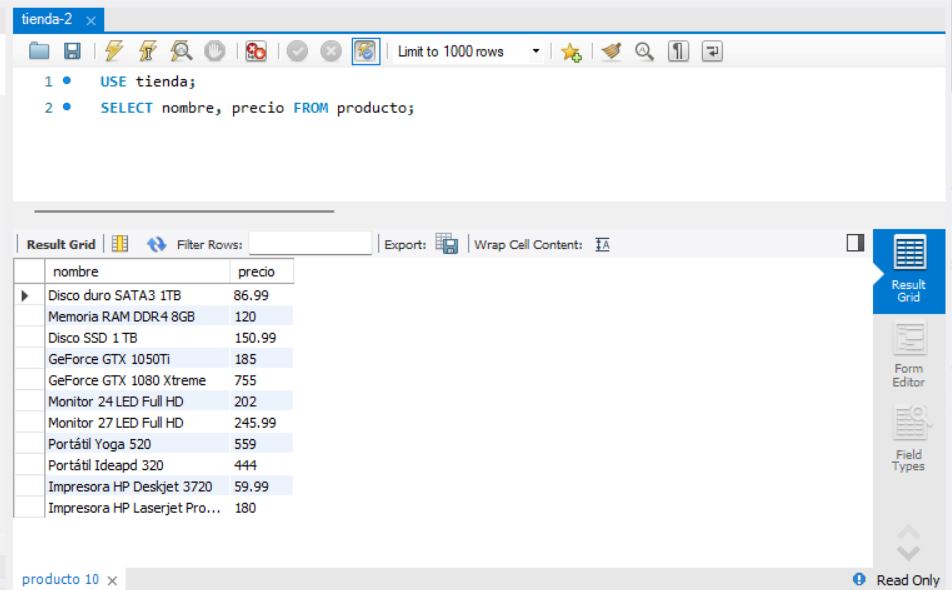 tienda-2
Limit to 1000 rows
1 USE tienda;
2 SELECT nombre, precio FROM producto;
Result Grid Filter Rows: Export: Wrap Cell Content: IA
nombre precio
Disco duro SATA3 1TB 86.99
Memoria RAM DDR4 8GB 120
Disco SSD 1 TB 150.99
GeForce GTX 1050Ti 185
GeForce GTX 1080 Xtreme 755
Monitor 24 LED Full HD 202
Monitor 27 LED Full HD 245.99
Portátil Yoga 520 559
Portátil Ideapd 320 444
Impresora HP Deskjet 3720 59.99
Impresora HP Laserjet Pro... 180
Result
Grid
Form
Editor
Field
Types
producto 10
Read Only